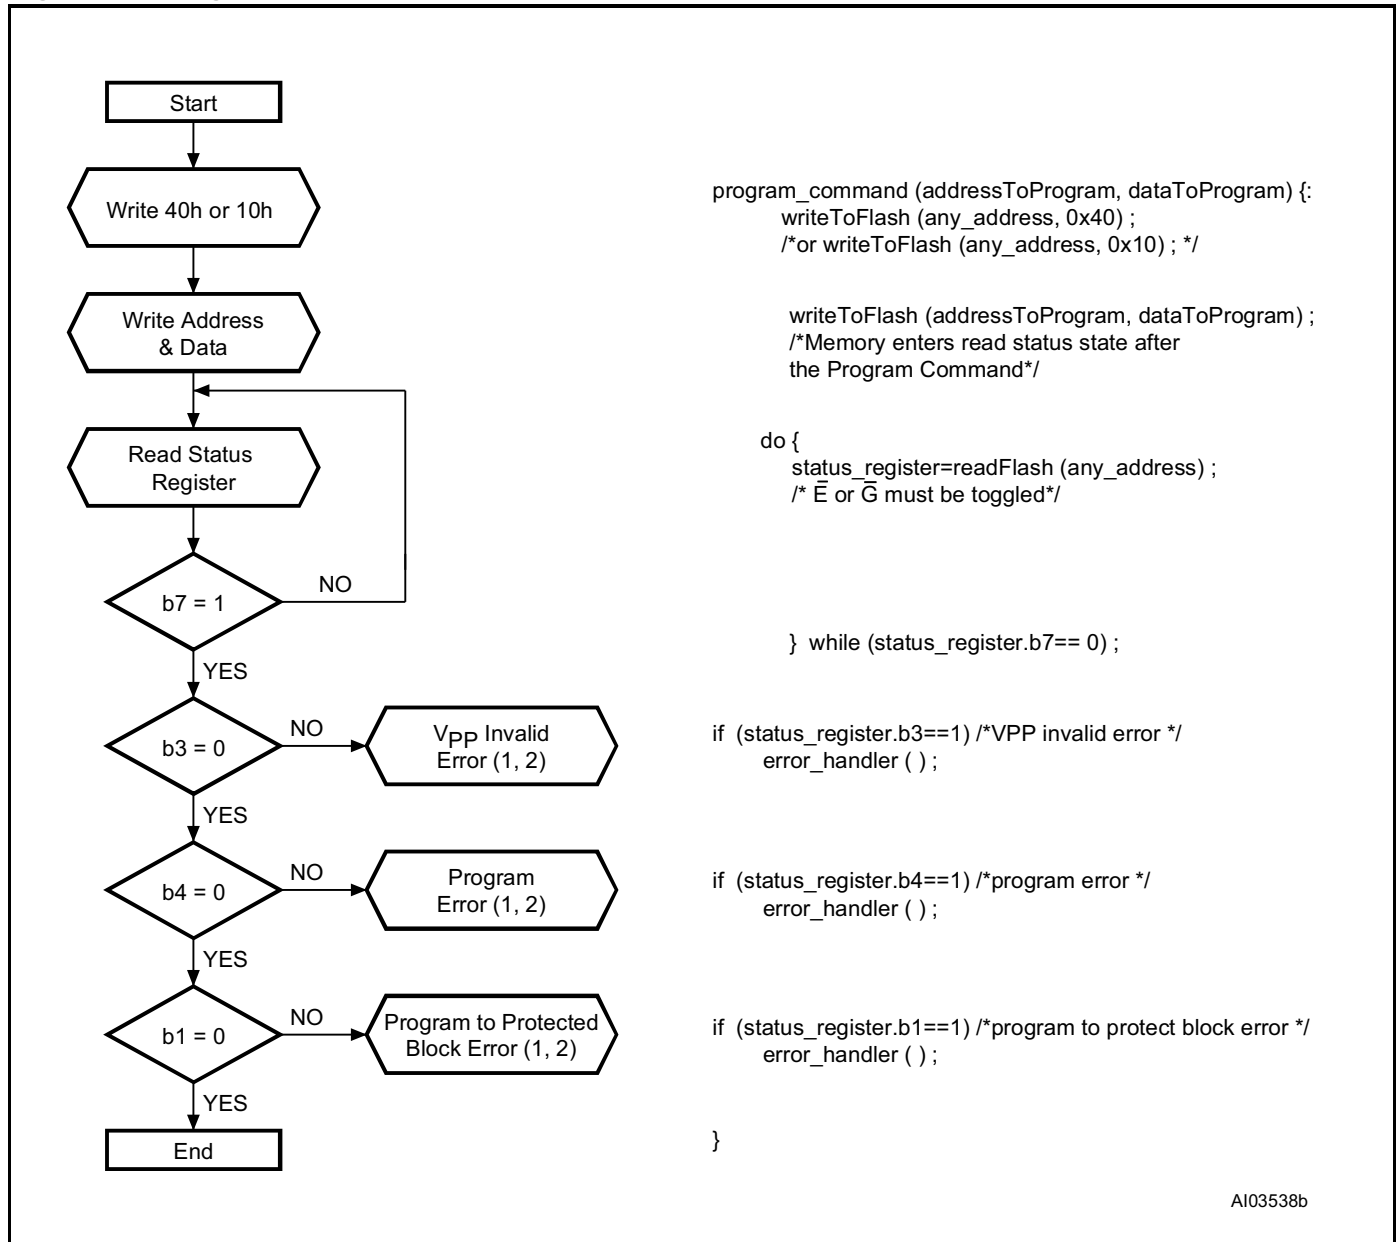 Start
Write 40h or 10h
Write Address
& Data
Read Status
Register
b7 = 1
NO
YES
b3 = 0
NO
VPP Invalid
Error (1, 2)
YES
b4 = 0
NO
Program
Error (1, 2)
YES
b1 = 0
NO
Program to Protected
Block Error (1, 2)
YES
End
program_command (addressToProgram, dataToProgram) {:
writeToFlash (any_address, 0x40) ;
/*or writeToFlash (any_address, 0x10) ; */
writeToFlash (addressToProgram, dataToProgram) ;
/*Memory enters read status state after
the Program Command*/
do {
status_register=readFlash (any_address) ;
/* E̅ or G̅ must be toggled*/
} while (status_register.b7== 0) ;
if (status_register.b3==1) /*VPP invalid error */
error_handler ( ) ;
if (status_register.b4==1) /*program error */
error_handler ( ) ;
if (status_register.b1==1) /*program to protect block error */
error_handler ( ) ;
}
AI03538b